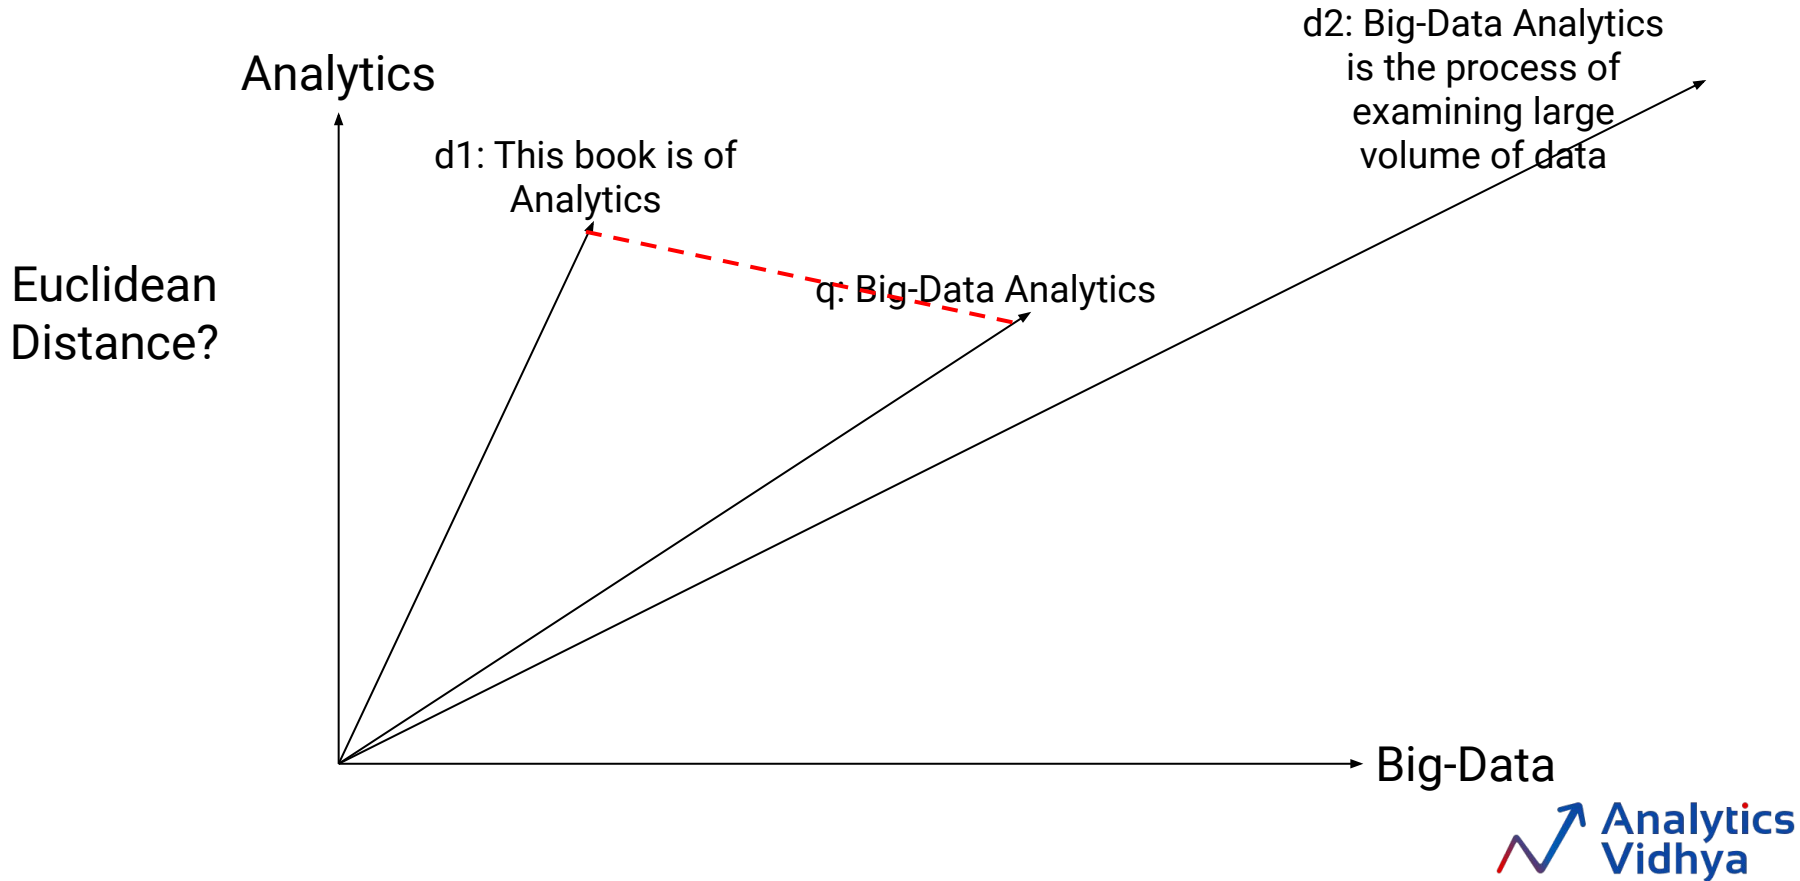 Analytics
d1: This book is of
Analytics
d2: Big-Data Analytics
is the process of
examining large
volume of data
Euclidean
Distance?
q: Big-Data Analytics
Big-Data
Analytics
Vidhya